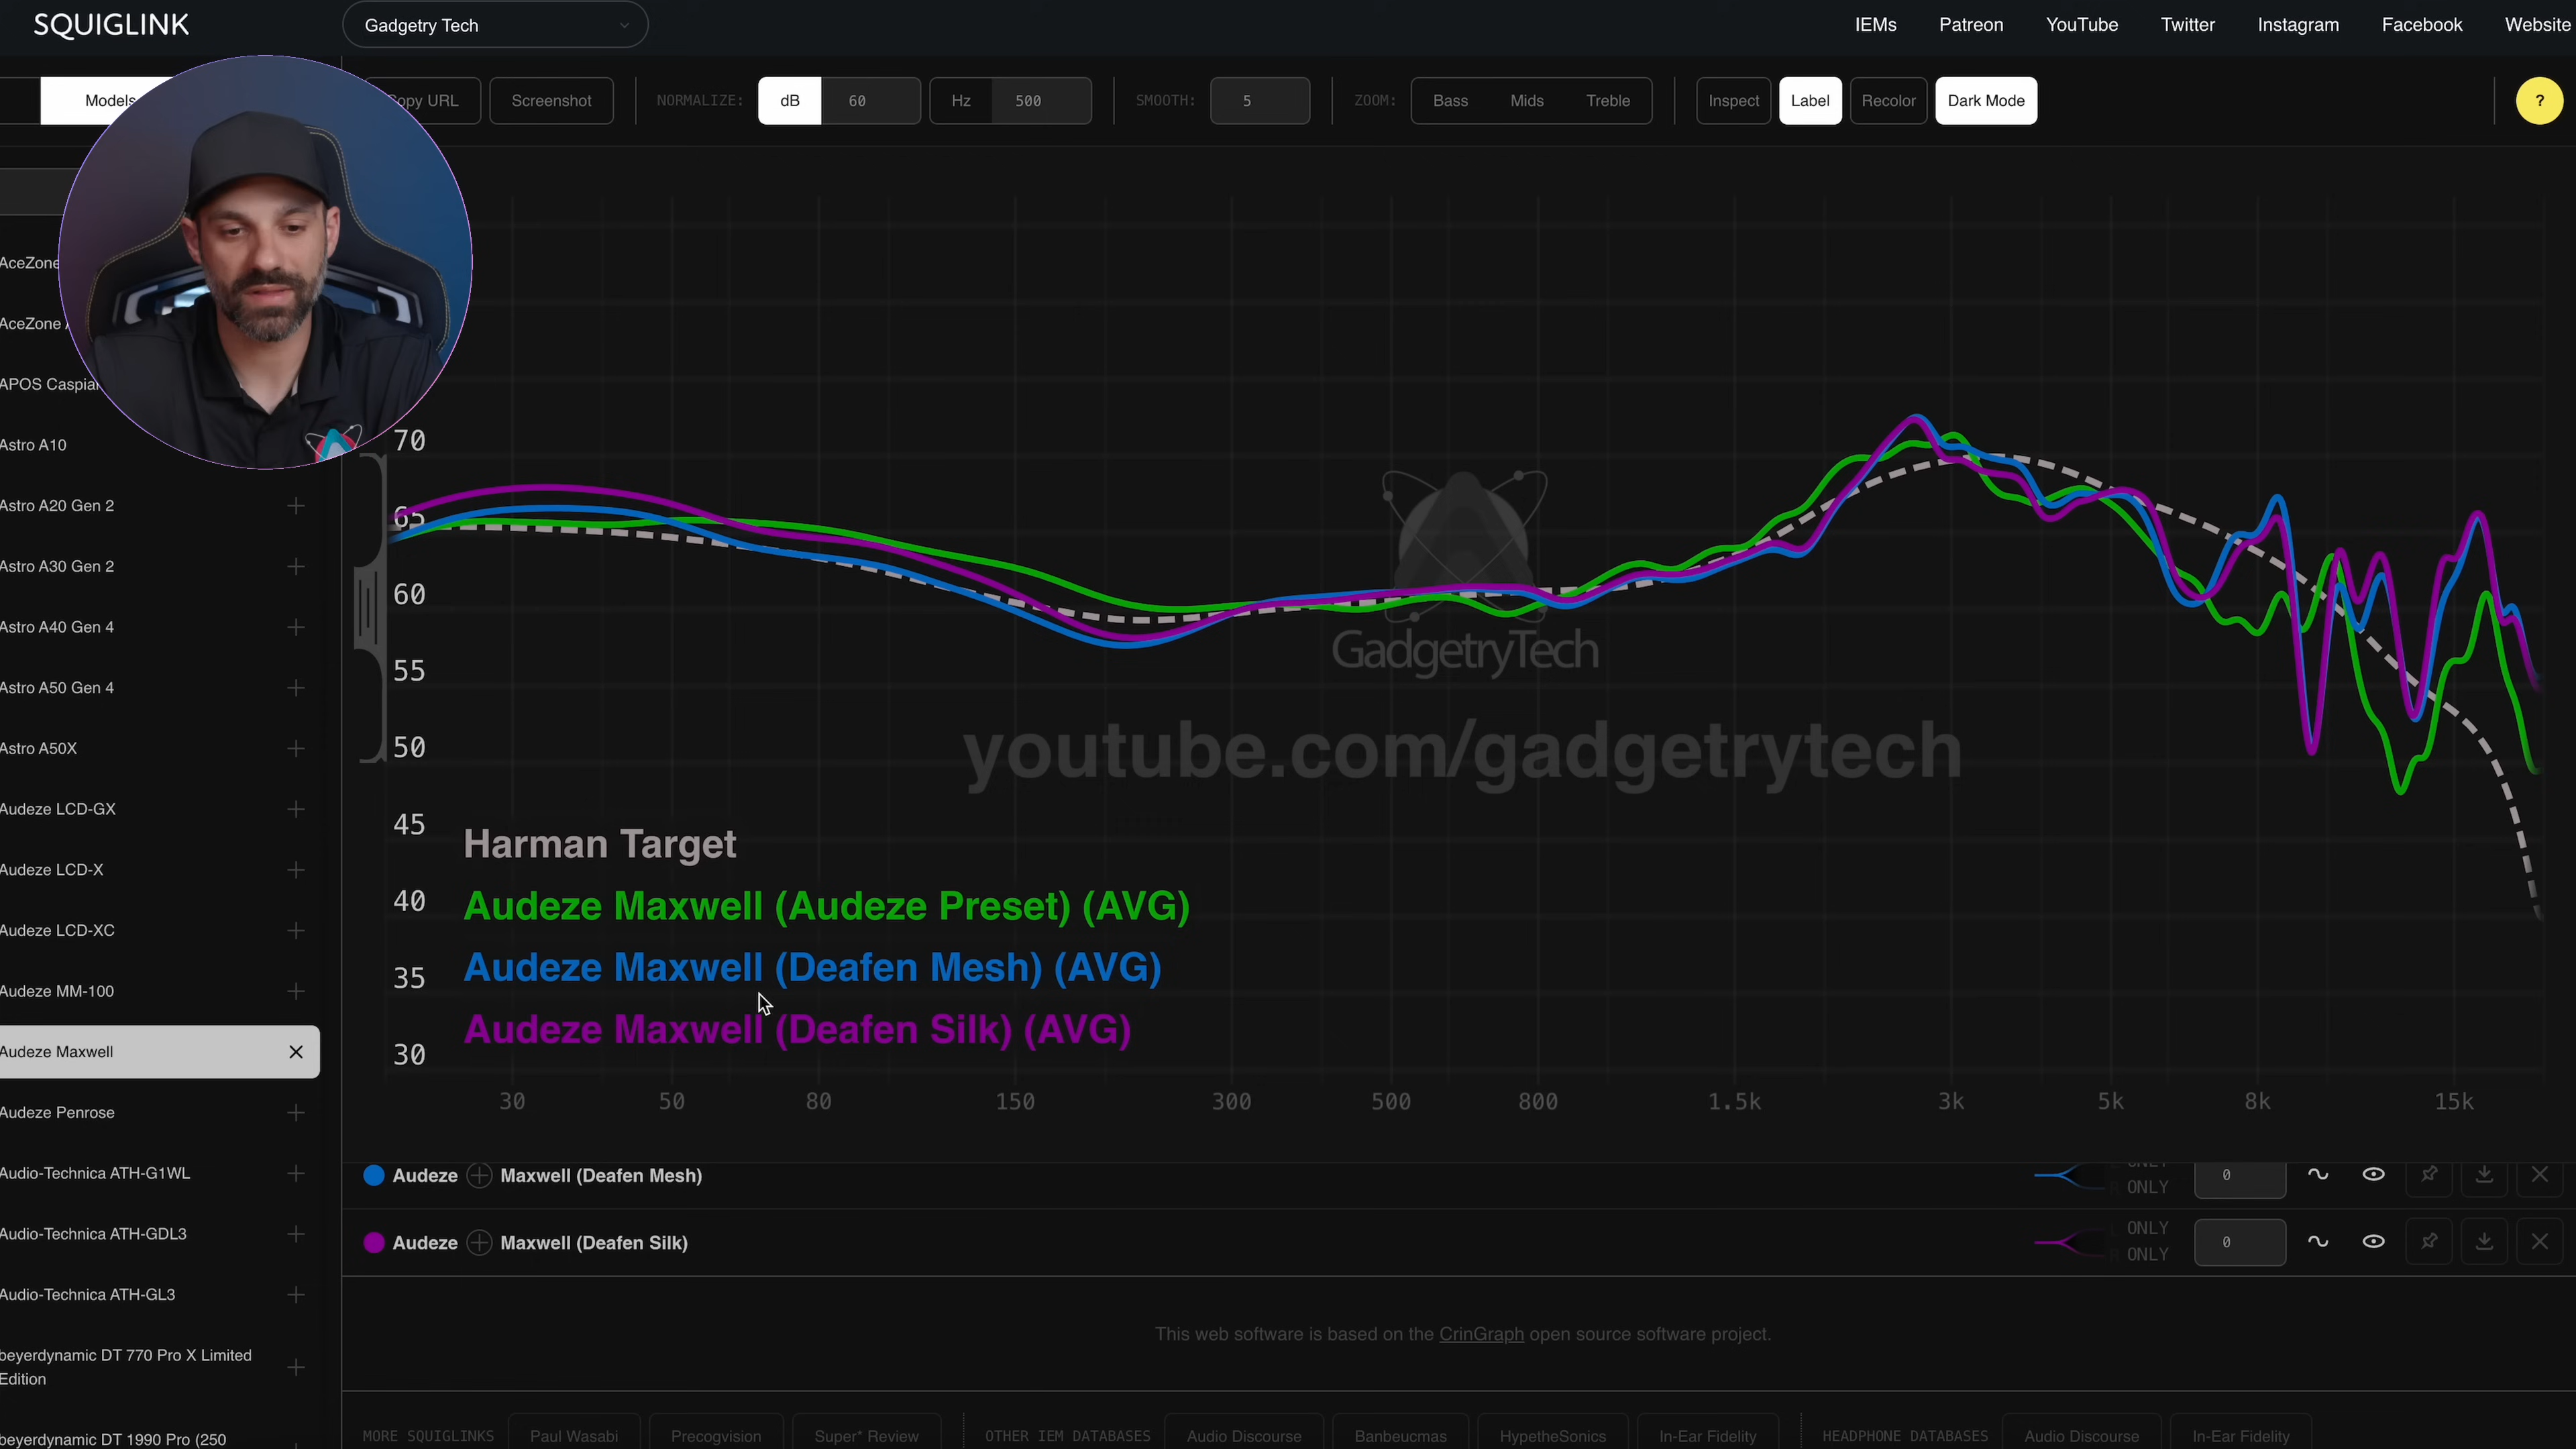 SQUIGLINK
Gadgetry Tech
IEMs Patreon YouTube Twitter Instagram Facebook Website
Models
Copy URL Screenshot NORMALIZE: dB 60 Hz 500 SMOOTH: 5 ZOOM: Bass Mids Treble Inspect Label Recolor Dark Mode ?
AceZone
AceZone
APOS Caspian
Astro A10
Astro A20 Gen 2
Astro A30 Gen 2
Astro A40 Gen 4
Astro A50 Gen 4
Astro A50X
Audeze LCD-GX
Audeze LCD-X
Audeze LCD-XC
Audeze MM-100
Audeze Maxwell
Audeze Penrose
Audio-Technica ATH-G1WL
Audio-Technica ATH-GDL3
Audio-Technica ATH-GL3
beyerdynamic DT 770 Pro X Limited
Edition
beyerdynamic DT 1990 Pro (250
70
65
60
55
50
45
40
35
30
GadgetryTech
youtube.com/gadgetrytech
Harman Target
Audeze Maxwell (Audeze Preset) (AVG)
Audeze Maxwell (Deafen Mesh) (AVG)
Audeze Maxwell (Deafen Silk) (AVG)
30 50 80 150 300 500 800 1.5k 3k 5k 8k 15k
Audeze Maxwell (Deafen Mesh) ONLY 0
ONLY
Audeze Maxwell (Deafen Silk) ONLY 0
ONLY
This web software is based on the CrinGraph open source software project.
MORE SQUIGLINKS Paul Wasabi Precogvision Super* Review OTHER IEM DATABASES Audio Discourse Banbeucmas HypetheSonics In-Ear Fidelity HEADPHONE DATABASES Audio Discourse In-Ear Fidelity